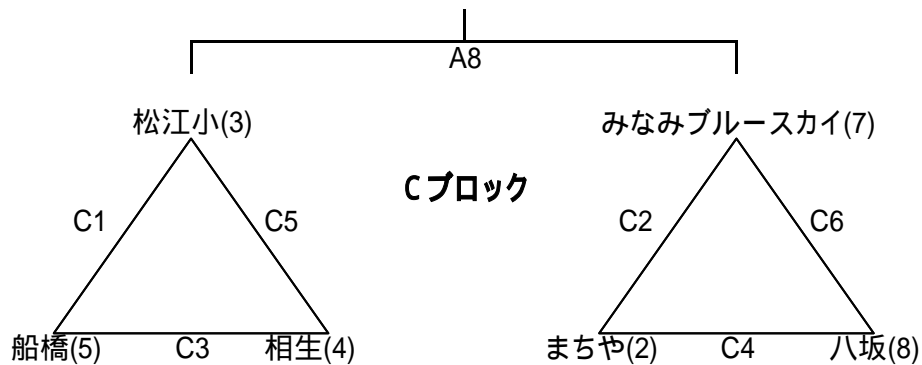 A8
松江小(3)
みなみブルースカイ(7)
Cブロック
C1
C5
C2
C6
船橋(5)
C3
相生(4)
まちや(2)
C4
八坂(8)